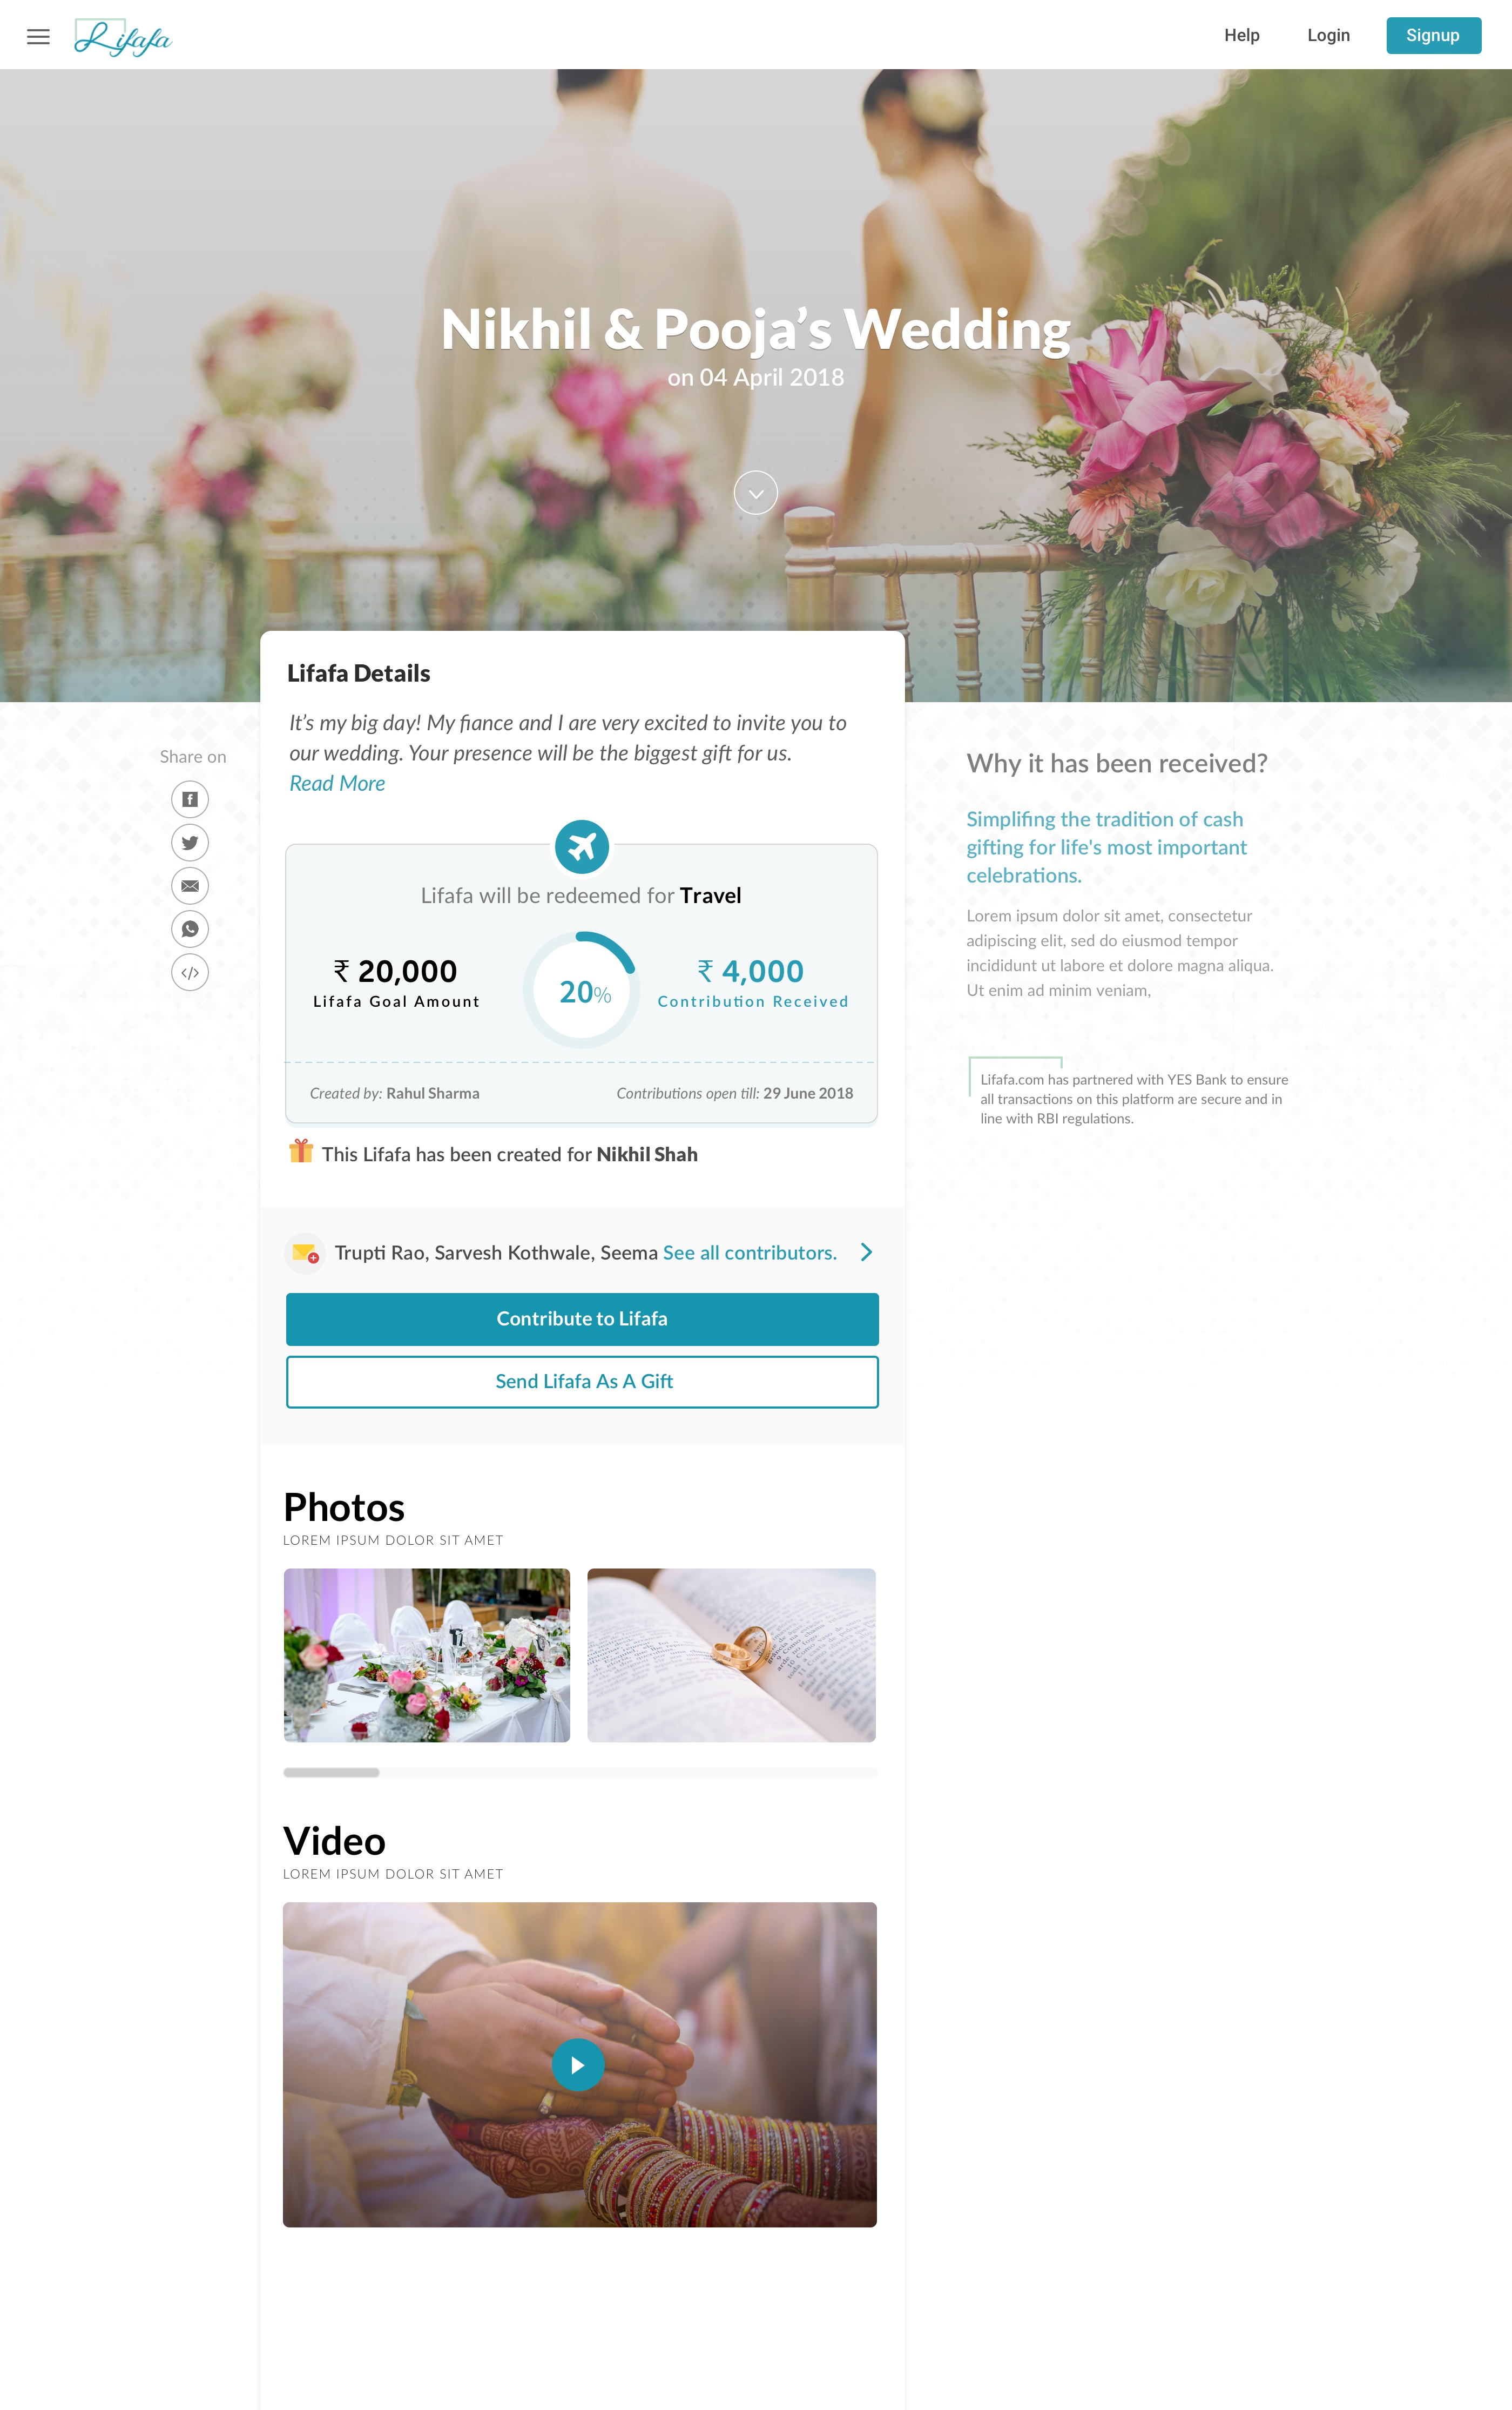 Lifafa
Help
Login
Signup
Nikhil & Pooja’s Wedding
on 04 April 2018
Lifafa Details
It’s my big day! My fiance and I are very excited to invite you to
our wedding. Your presence will be the biggest gift for us.
Read More
Share on
Lifafa will be redeemed for Travel
₹ 20,000
Lifafa Goal Amount
20%
₹ 4,000
Contribution Received
Created by: Rahul Sharma
Contributions open till: 29 June 2018
This Lifafa has been created for Nikhil Shah
Why it has been received?
Simplifing the tradition of cash
gifting for life's most important
celebrations.
Lorem ipsum dolor sit amet, consectetur
adipiscing elit, sed do eiusmod tempor
incididunt ut labore et dolore magna aliqua.
Ut enim ad minim veniam,
Lifafa.com has partnered with YES Bank to ensure
all transactions on this platform are secure and in
line with RBI regulations.
Trupti Rao, Sarvesh Kothwale, Seema See all contributors.
Contribute to Lifafa
Send Lifafa As A Gift
Photos
LOREM IPSUM DOLOR SIT AMET
Video
LOREM IPSUM DOLOR SIT AMET